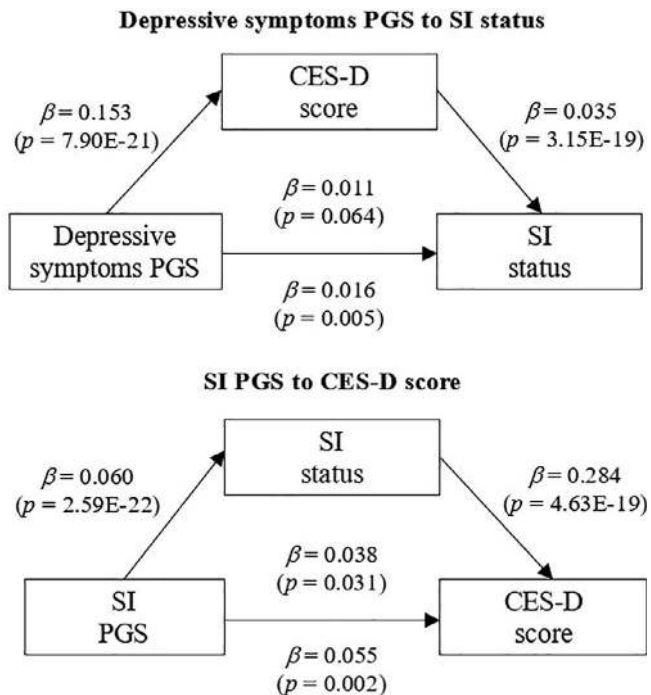 Depressive symptoms PGS to SI status
CES-D
score
β = 0.153
(p = 7.90E-21)
β = 0.035
(p = 3.15E-19)
β = 0.011
(p = 0.064)
Depressive
symptoms PGS
SI
status
β = 0.016
(p = 0.005)
SI PGS to CES-D score
SI
status
β = 0.060
(p = 2.59E-22)
β = 0.284
(p = 4.63E-19)
β = 0.038
(p = 0.031)
SI
PGS
CES-D
score
β = 0.055
(p = 0.002)